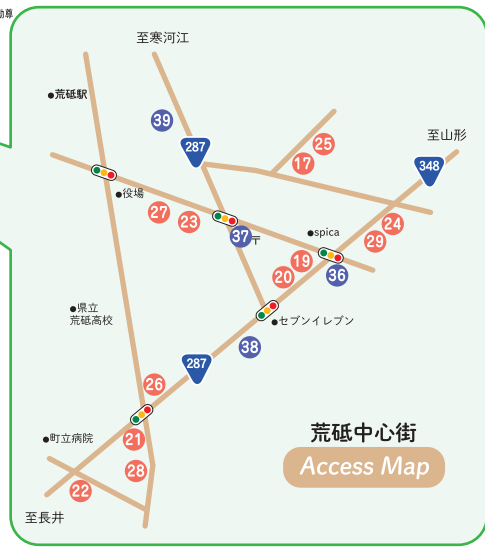 至寒河江
●荒砥駅
39
287
25
17
至山形
348
●役場
27
23
37
〒
●spica
24
29
19
20
36
●県立
荒砥高校
●セブンイレブン
38
287
26
●町立病院
21
28
22
至長井
荒砥中心街
Access Map